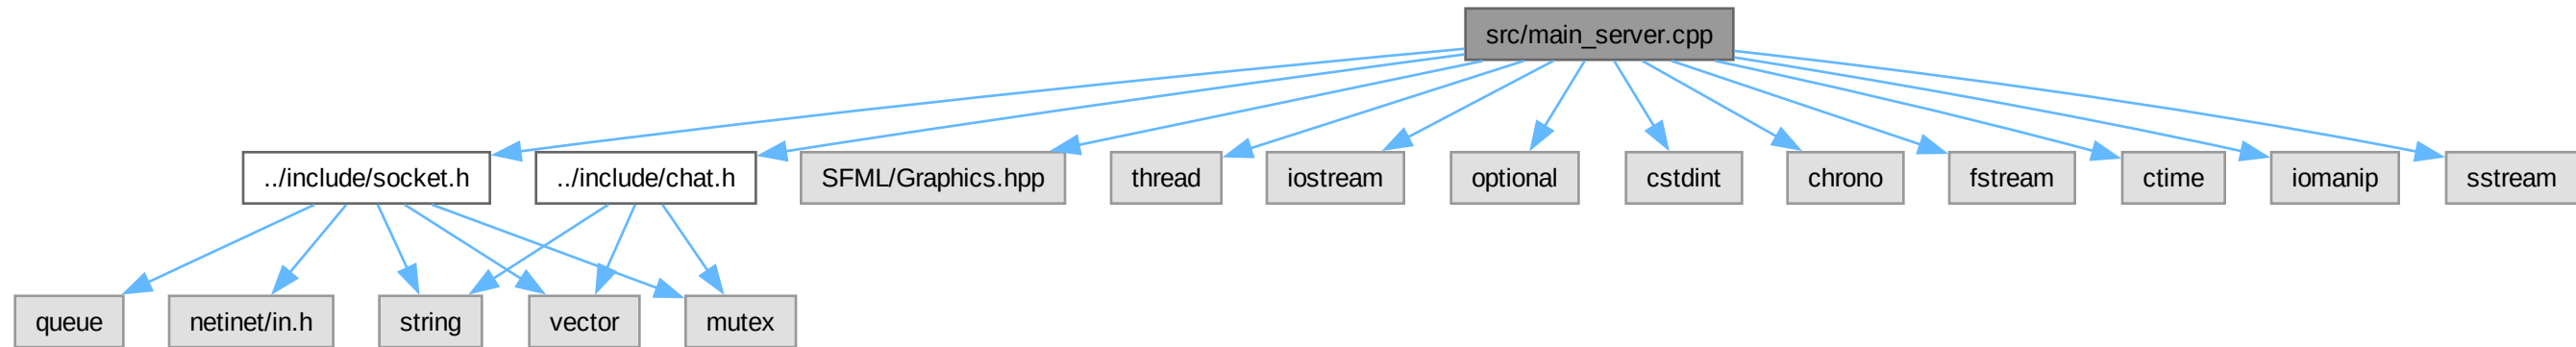 src/main_server.cpp
../include/socket.h
../include/chat.h
SFML/Graphics.hpp
thread
iostream
optional
cstdint
chrono
fstream
ctime
iomanip
sstream
queue
netinet/in.h
string
vector
mutex